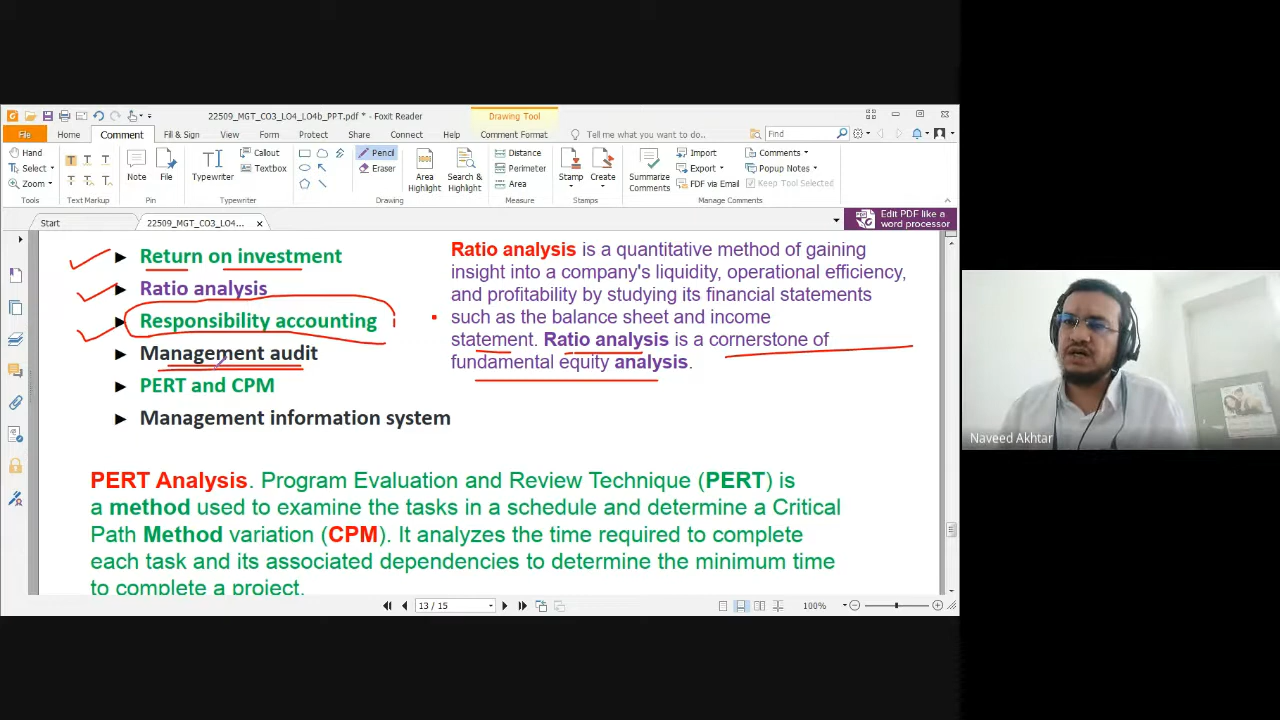 22509_MGT_CO3_LO4_LO4b_PPT.pdf * - Foxit Reader
Drawing Tool
File Home Comment Fill & Sign View Form Protect Share Connect Help Comment Format Tell me what you want to do.. Find
Hand
Select
Zoom
Tools
Text Markup
Note
File
Pin
Typewriter
Callout
Textbox
Typewriter
Pencil
Eraser
Drawing
Area Highlight
Search & Highlight
Distance
Perimeter
Area
Measure
Stamp
Create
Stamps
Summarize Comments
Import
Export
FDF via Email
Comments
Popup Notes
Keep Tool Selected
Manage Comments
Start
22509_MGT_CO3_LO4...
Edit PDF like a word processor
Return on investment
Ratio analysis
Responsibility accounting
Management audit
PERT and CPM
Management information system
Ratio analysis is a quantitative method of gaining
insight into a company's liquidity, operational efficiency,
and profitability by studying its financial statements
such as the balance sheet and income
statement. Ratio analysis is a cornerstone of
fundamental equity analysis.
PERT Analysis. Program Evaluation and Review Technique (PERT) is
a method used to examine the tasks in a schedule and determine a Critical
Path Method variation (CPM). It analyzes the time required to complete
each task and its associated dependencies to determine the minimum time
to complete a project.
13 / 15
100%
Naveed Akhtar